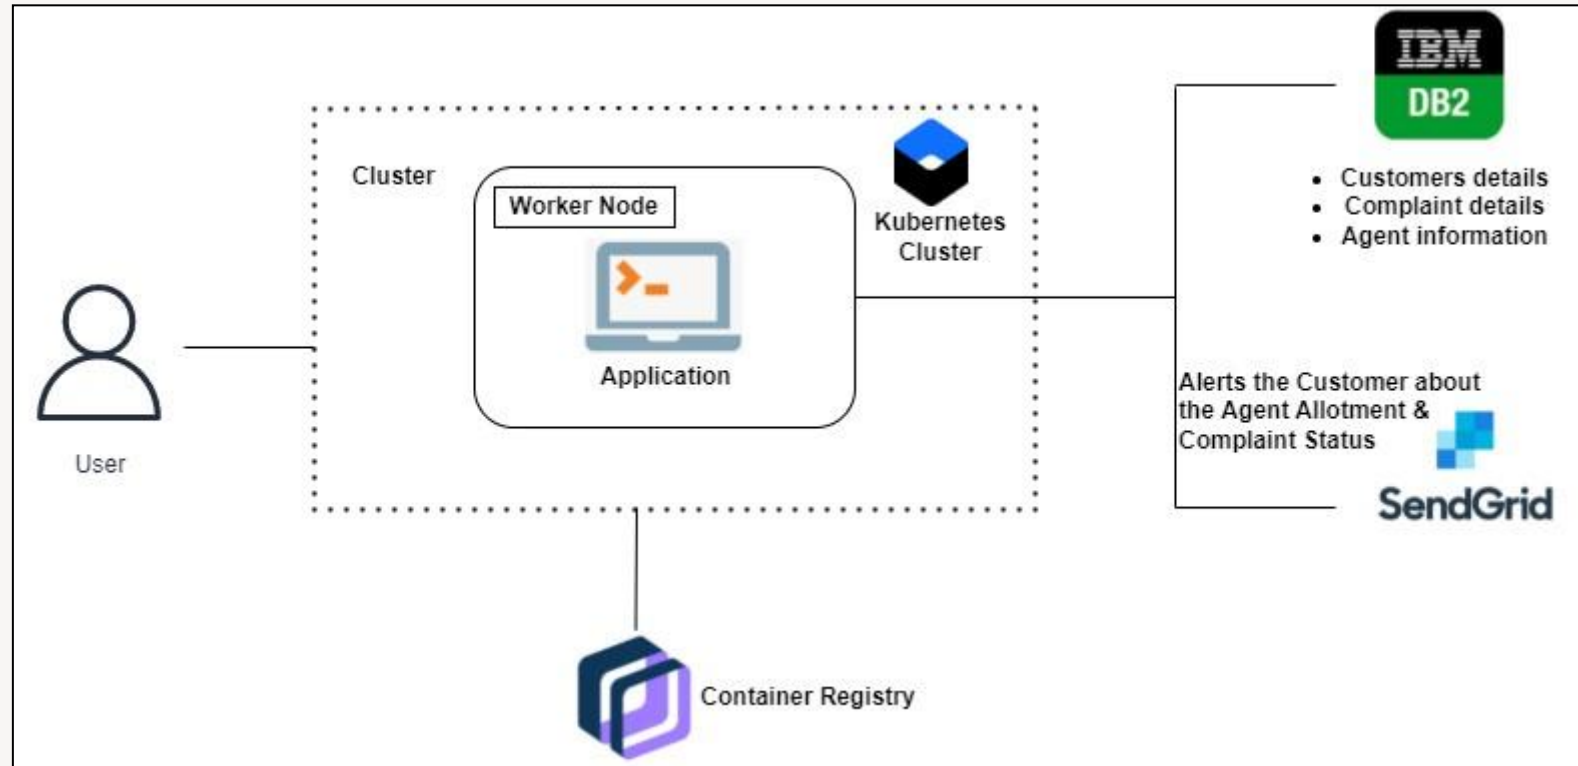 Cluster
Worker Node
Application
Kubernetes
Cluster
User
Container Registry
IBM
DB2
• Customers details
• Complaint details
• Agent information
Alerts the Customer about
the Agent Allotment &
Complaint Status
SendGrid